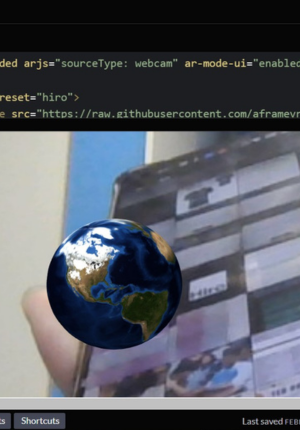 ded arjs="sourceType: webcam" ar-mode-ui="enabled
reset="hiro">
e src="https://raw.githubusercontent.com/aframevr
Hiro
ts Shortcuts Last saved FEB